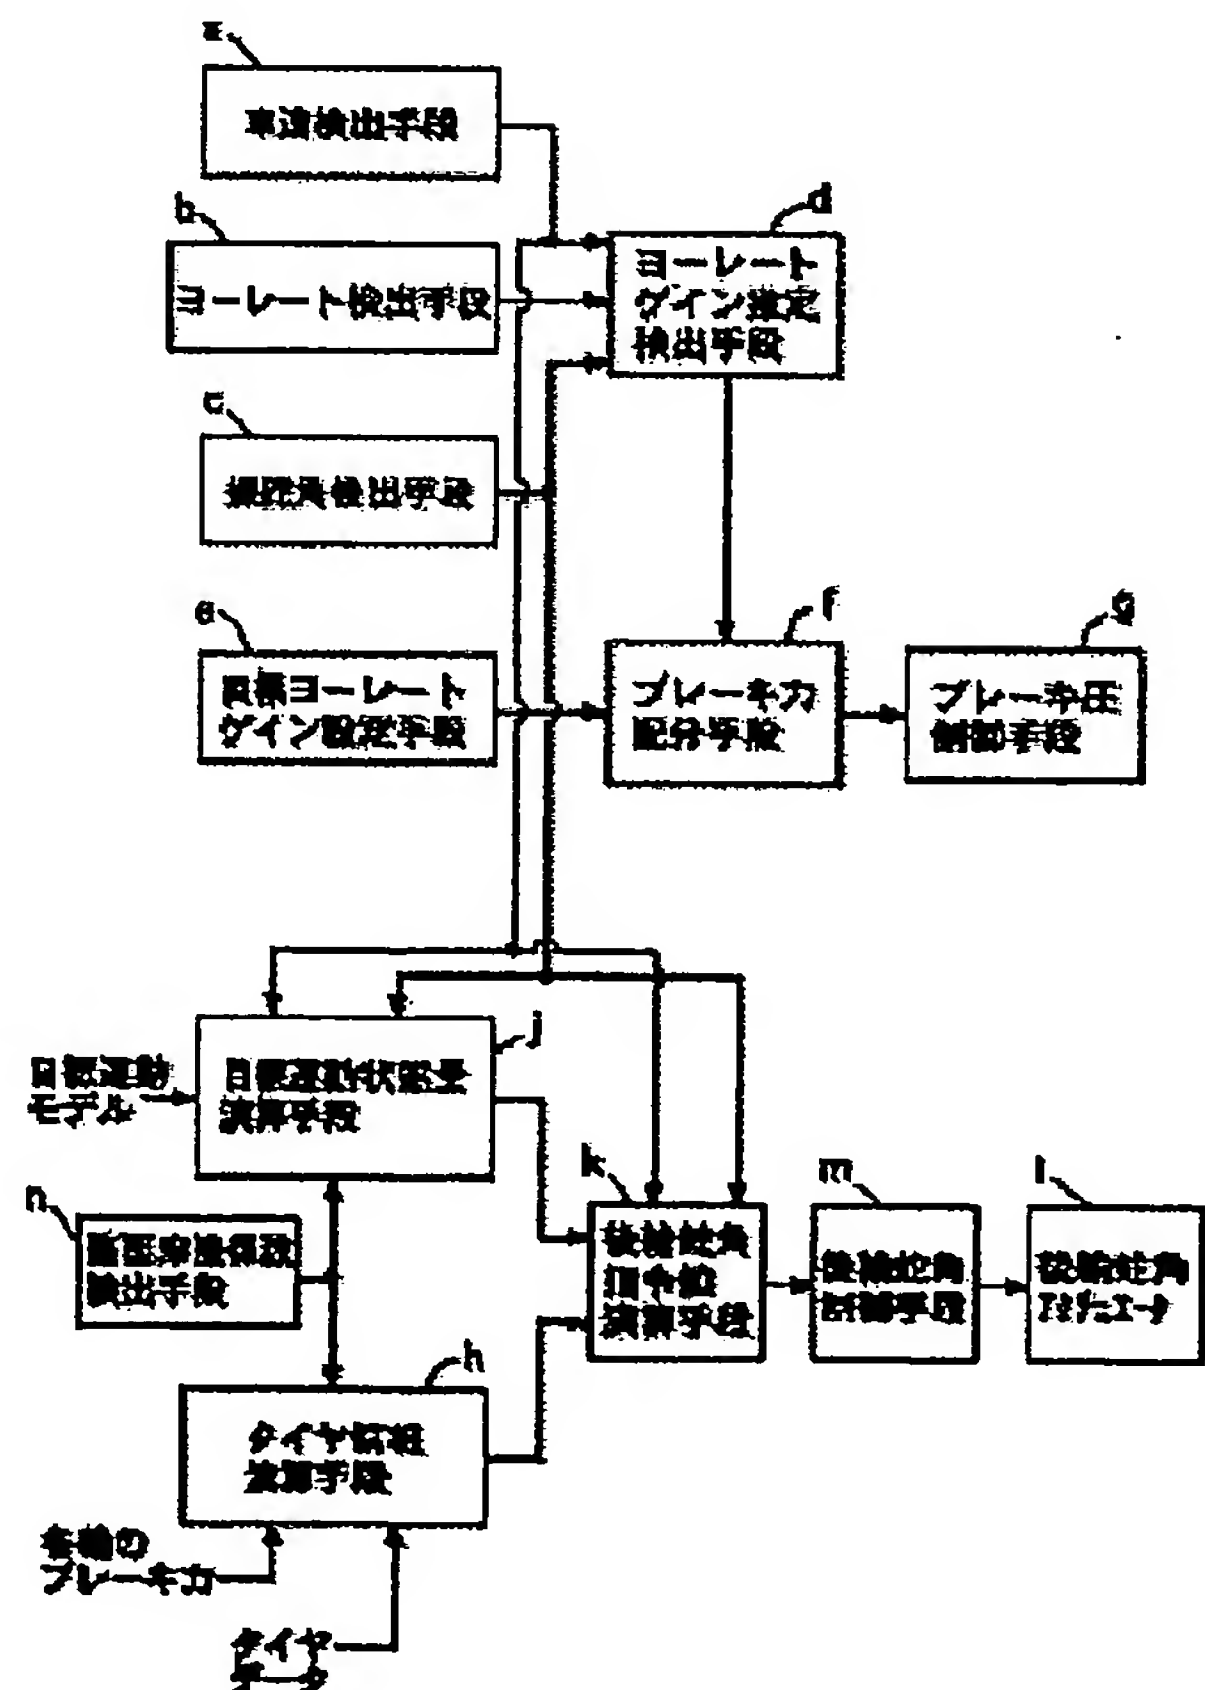 a
車速検出手段
b
ヨーレート検出手段
c
操舵角検出手段
d
ヨーレート
ゲイン推定
検出手段
e
目標ヨーレート
ゲイン設定手段
f
ブレーキ力
配分手段
g
ブレーキ圧
制御手段
目標運動
モデル
j
目標運動状態量
演算手段
n
路面摩擦係数
検出手段
k
後輪舵角
指令値
演算手段
m
後輪舵角
制御手段
l
後輪舵角
アクチュエータ
h
タイヤ
演算手段
各輪の
ブレーキ力
タイヤ
データ